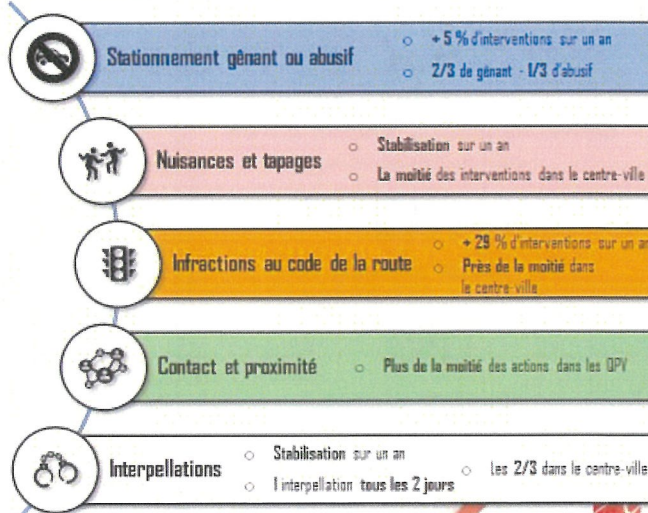 Stationnement gênant ou abusif
+ 5 % d'interventions sur un an
2/3 de gênant - 1/3 d'abusif
Nuisances et tapages
Stabilisation sur un an
La moitié des interventions dans le centre-ville
Infractions au code de la route
+ 29 % d'interventions sur un an
Près de la moitié dans
le centre-ville
Contact et proximité
Plus de la moitié des actions dans les QPV
Interpellations
Stabilisation sur un an
1 interpellation tous les 2 jours
Les 2/3 dans le centre-ville